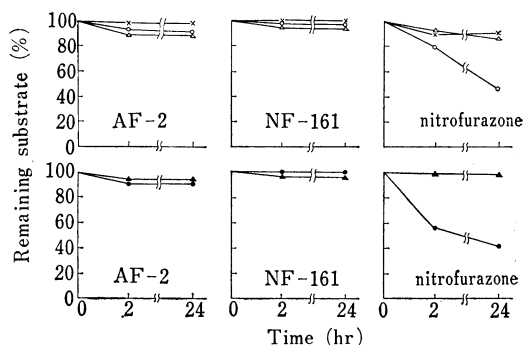 Remaining substrate (%)
100
80
60
40
20
0
AF-2
NF-161
nitrofurazone
100
80
60
40
20
0
AF-2
NF-161
nitrofurazone
0 2 24
0 2 24
0 2 24
Time (hr)